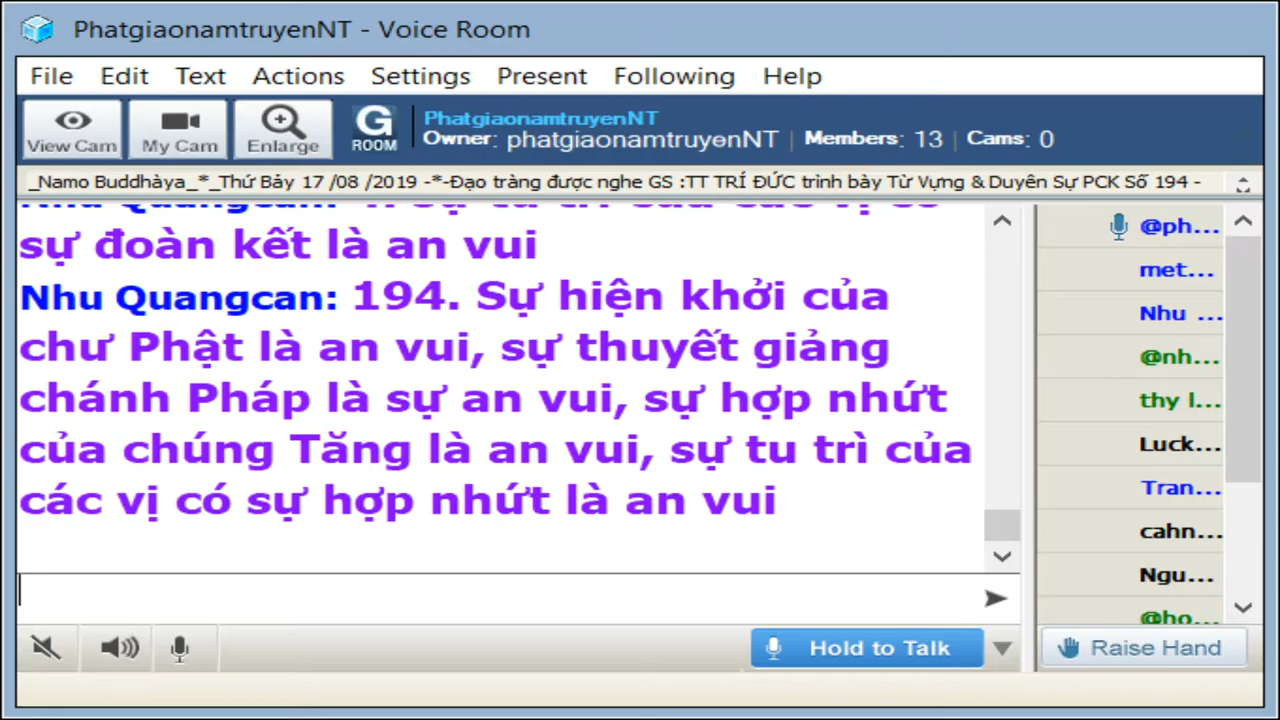 PhatgiaonamtruyenNT - Voice Room
File Edit Text Actions Settings Present Following Help
View Cam My Cam Enlarge G ROOM
PhatgiaonamtruyenNT
Owner: phatgiaonamtruyenNT | Members: 13 | Cams: 0
_Namo Buddhàya_*_Thứ Bảy 17 /08 /2019 -*-Đạo tràng được nghe GS :TT TRÍ ĐỨC trình bày Từ Vựng & Duyên Sự PCK Số 194 -
sự đoàn kết là an vui
Nhu Quangcan: 194. Sự hiện khởi của
chư Phật là an vui, sự thuyết giảng
chánh Pháp là sự an vui, sự hợp nhứt
của chúng Tăng là an vui, sự tu trì của
các vị có sự hợp nhứt là an vui
@ph...
met...
Nhu ...
@nh...
thy l...
Luck...
Tran...
cahn...
Ngu...
@ho...
Hold to Talk
Raise Hand